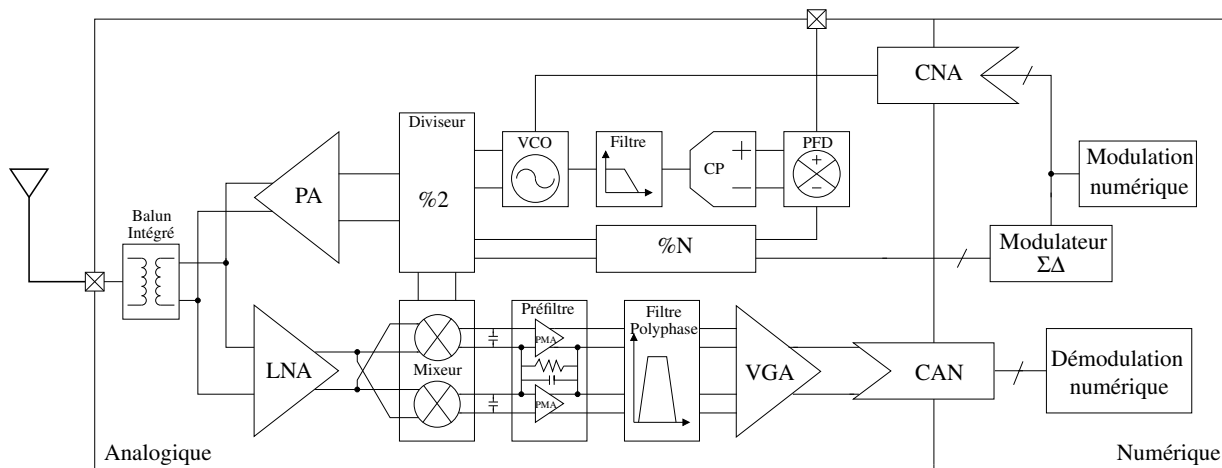 CNA
Diviseur
VCO
Filtre
CP
PFD
+
−
Modulation
numérique
PA
%2
%N
Modulateur
ΣΔ
Balun
Intégré
LNA
Mixeur
Préfiltre
PMA
PMA
Filtre
Polyphase
VGA
CAN
Démodulation
numérique
Analogique
Numérique